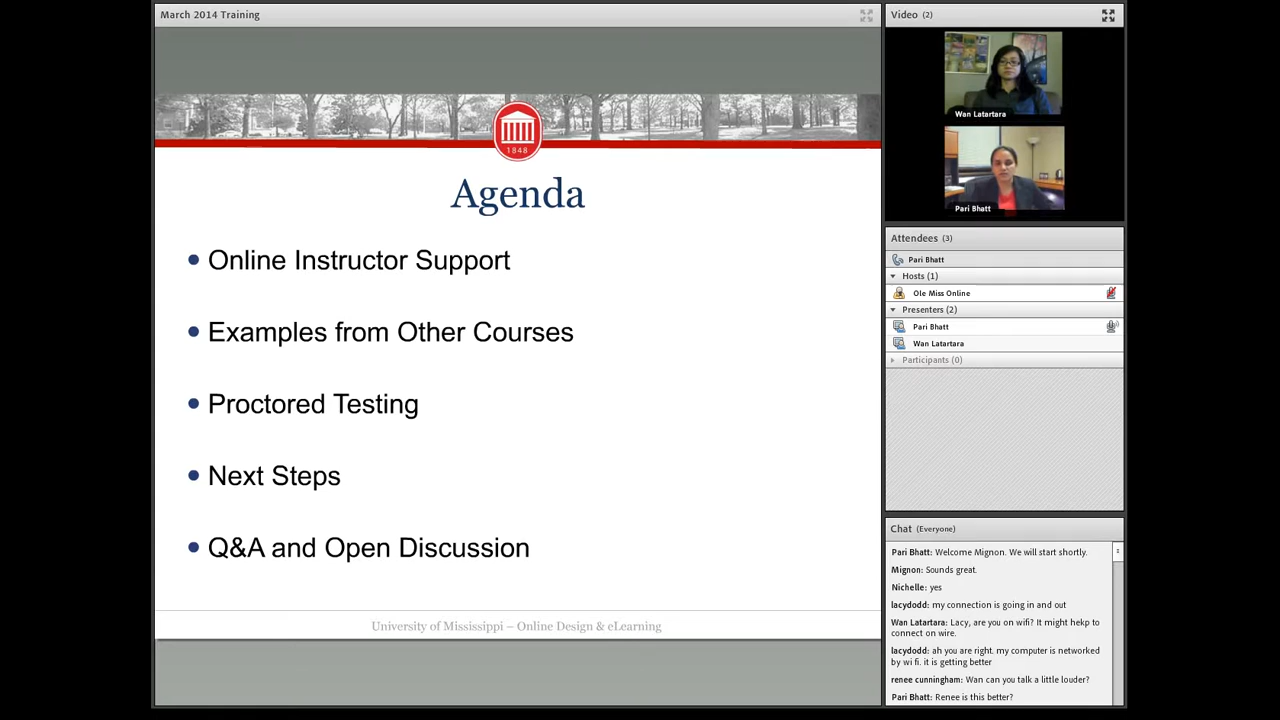 March 2014 Training
1848
Agenda
Online Instructor Support
Examples from Other Courses
Proctored Testing
Next Steps
Q&A and Open Discussion
University of Mississippi – Online Design & eLearning
Video (2)
Wan Latartara
Pari Bhatt
Attendees (3)
Pari Bhatt
Hosts (1)
Ole Miss Online
Presenters (2)
Pari Bhatt
Wan Latartara
Participants (0)
Chat (Everyone)
Pari Bhatt: Welcome Mignon. We will start shortly.
Mignon: Sounds great.
Nichelle: yes
lacydodd: my connection is going in and out
Wan Latartara: Lacy, are you on wifi? It might hekp to
connect on wire.
lacydodd: ah you are right. my computer is networked
by wi fi. it is getting better
renee cunningham: Wan can you talk a little louder?
Pari Bhatt: Renee is this better?